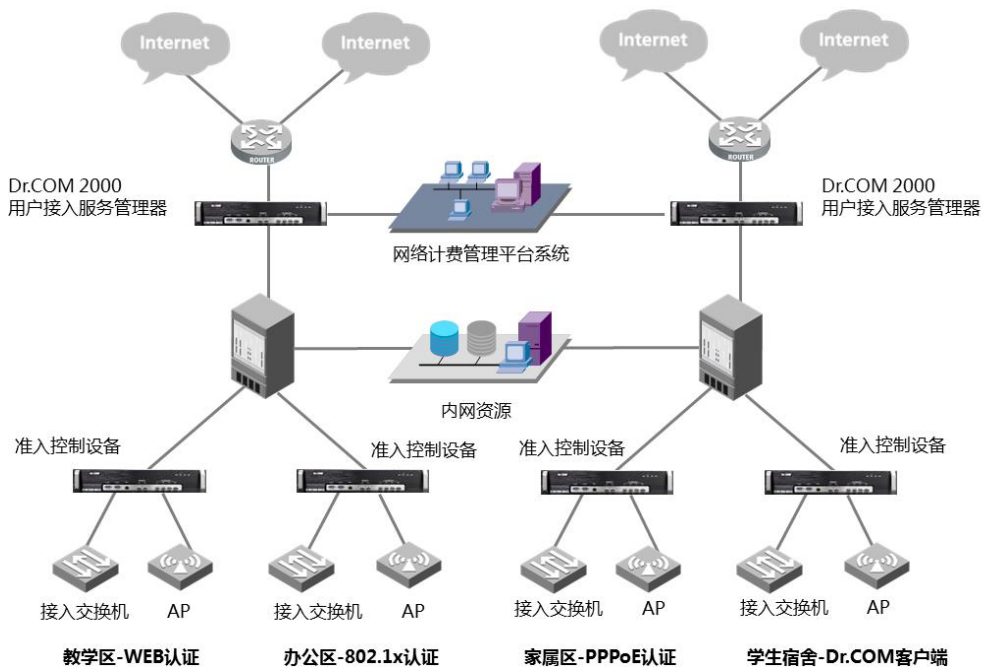 Internet
Internet
Internet
Internet
ROUTER
ROUTER
Dr.COM 2000
用户接入服务管理器
Dr.COM 2000
用户接入服务管理器
网络计费管理平台系统
内网资源
准入控制设备
准入控制设备
准入控制设备
准入控制设备
接入交换机
AP
接入交换机
AP
接入交换机
AP
接入交换机
AP
教学区-WEB认证
办公区-802.1x认证
家属区-PPPoE认证
学生宿舍-Dr.COM客户端